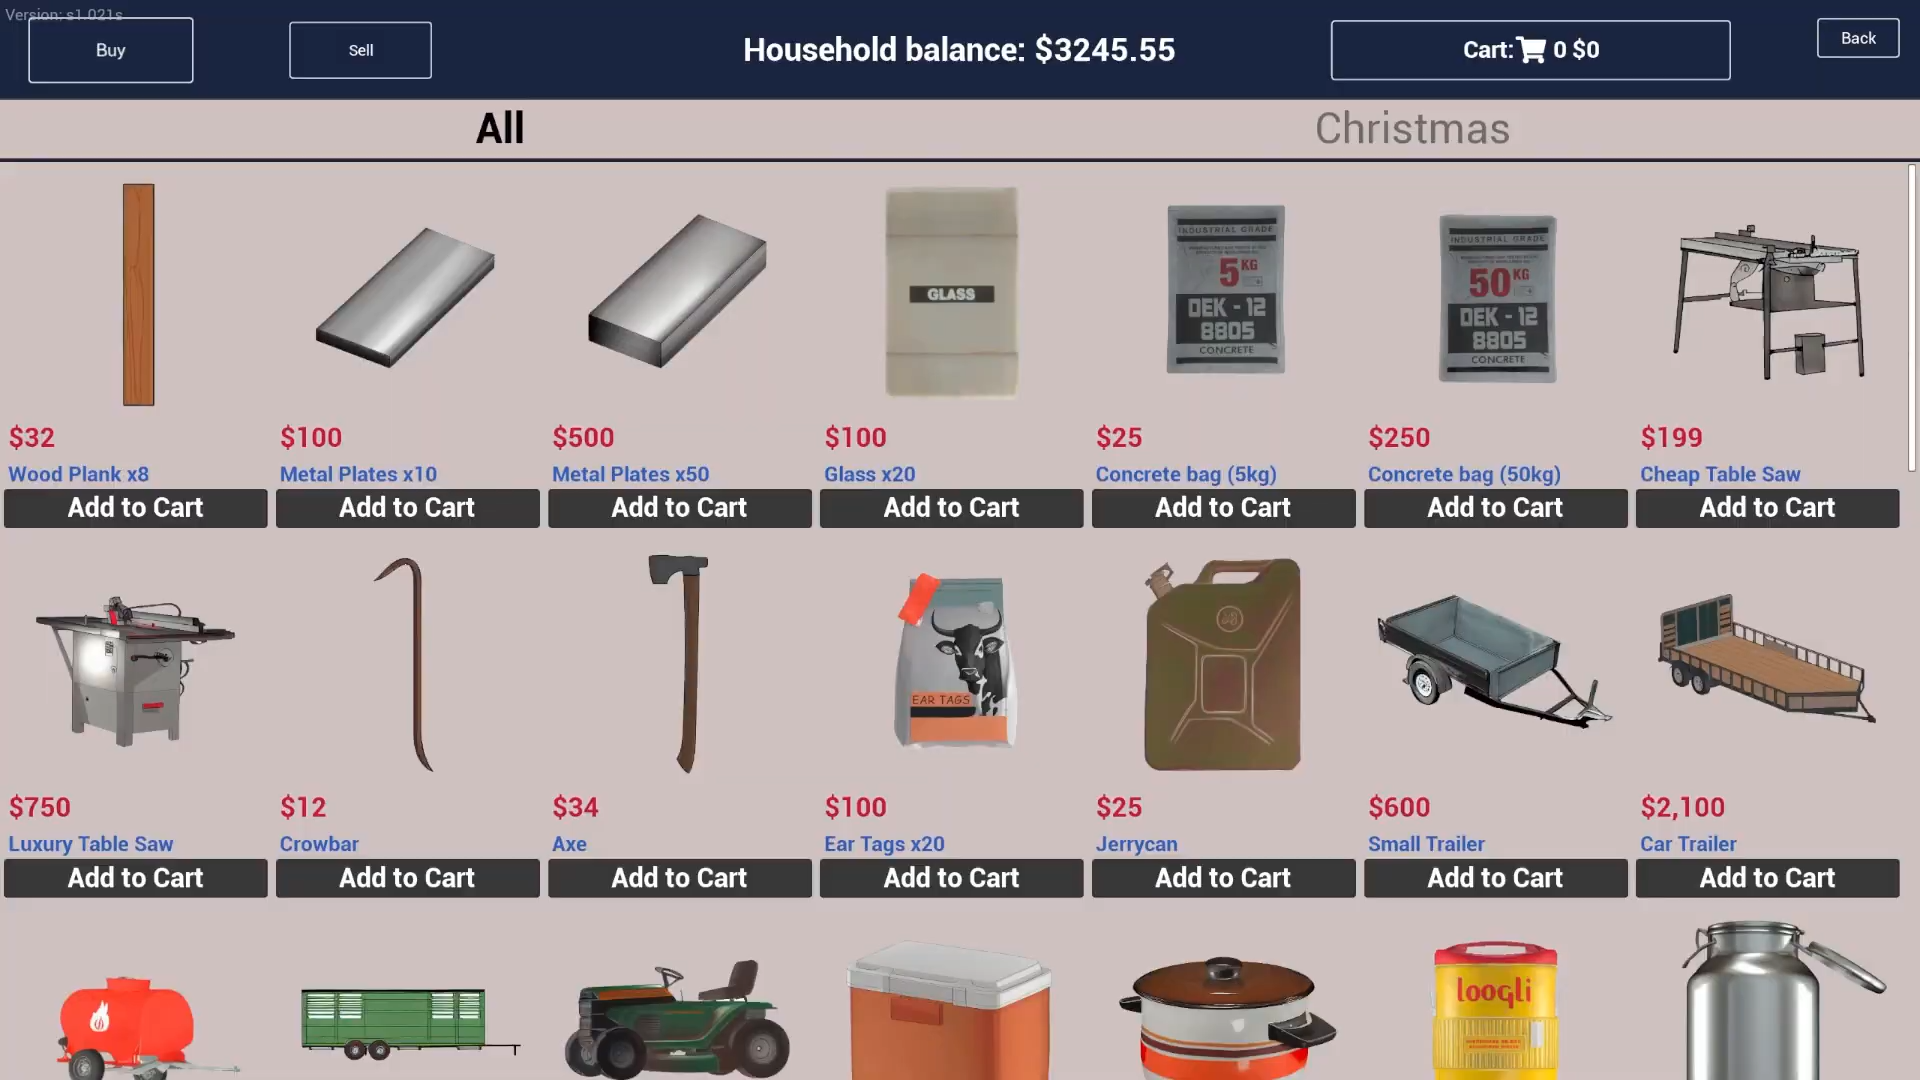 Version: s1.021s
Buy
Sell
Household balance: $3245.55
Cart: 0 $0
Back
All
Christmas
GLASS
INDUSTRIAL GRADE
5KG
DEK - 12
8805
CONCRETE
INDUSTRIAL GRADE
50KG
DEK - 12
8805
CONCRETE
$32
$100
$500
$100
$25
$250
$199
Wood Plank x8
Metal Plates x10
Metal Plates x50
Glass x20
Concrete bag (5kg)
Concrete bag (50kg)
Cheap Table Saw
Add to Cart
Add to Cart
Add to Cart
Add to Cart
Add to Cart
Add to Cart
Add to Cart
EAR TAGS
$750
$12
$34
$100
$25
$600
$2,100
Luxury Table Saw
Crowbar
Axe
Ear Tags x20
Jerrycan
Small Trailer
Car Trailer
Add to Cart
Add to Cart
Add to Cart
Add to Cart
Add to Cart
Add to Cart
Add to Cart
loogli